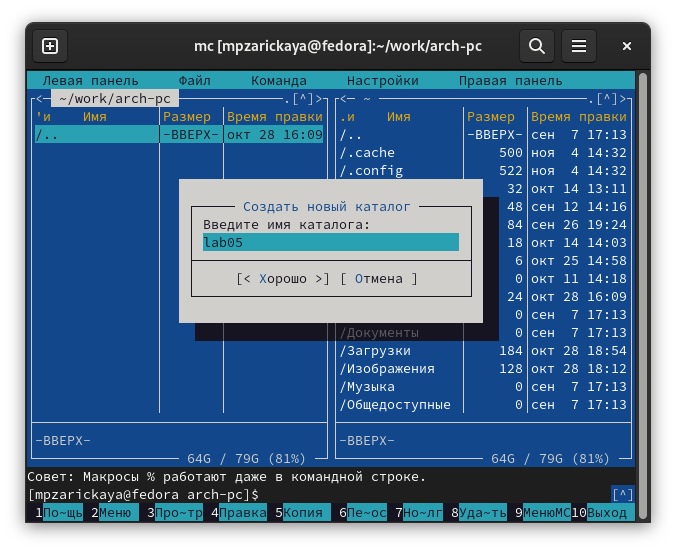 mc [mpzarickaya@fedora]:~/work/arch-pc
Левая панель Файл Команда Настройки Правая панель
<— ~/work/arch-pc .[^]> <— ~ .[^]>
'и Имя Размер Время правки .и Имя Размер Время правки
/.. -ВВЕРХ- окт 28 16:09 /.. -ВВЕРХ- сен 7 17:13
/.cache 500 ноя 4 14:32
/.config 522 ноя 4 14:32
32 окт 14 13:11
Создать новый каталог 48 сен 12 14:16
Введите имя каталога: 84 сен 26 19:24
lab05 18 окт 14 14:03
6 окт 25 14:58
[< Хорошо >] [ Отмена ] 0 окт 11 14:18
24 окт 28 16:09
0 сен 7 17:13
/Документы 0 сен 7 17:13
/Загрузки 184 окт 28 18:54
/Изображения 128 окт 28 18:12
/Музыка 0 сен 7 17:13
/Общедоступные 0 сен 7 17:13
-ВВЕРХ- -ВВЕРХ-
64G / 79G (81%) 64G / 79G (81%)
Совет: Макросы % работают даже в командной строке.
[mpzarickaya@fedora arch-pc]$ [^]
1По~щь 2Меню 3Про~тр 4Правка 5Копия 6Пе~ос 7Но~лг 8Уда~ть 9МенюМС 10Выход